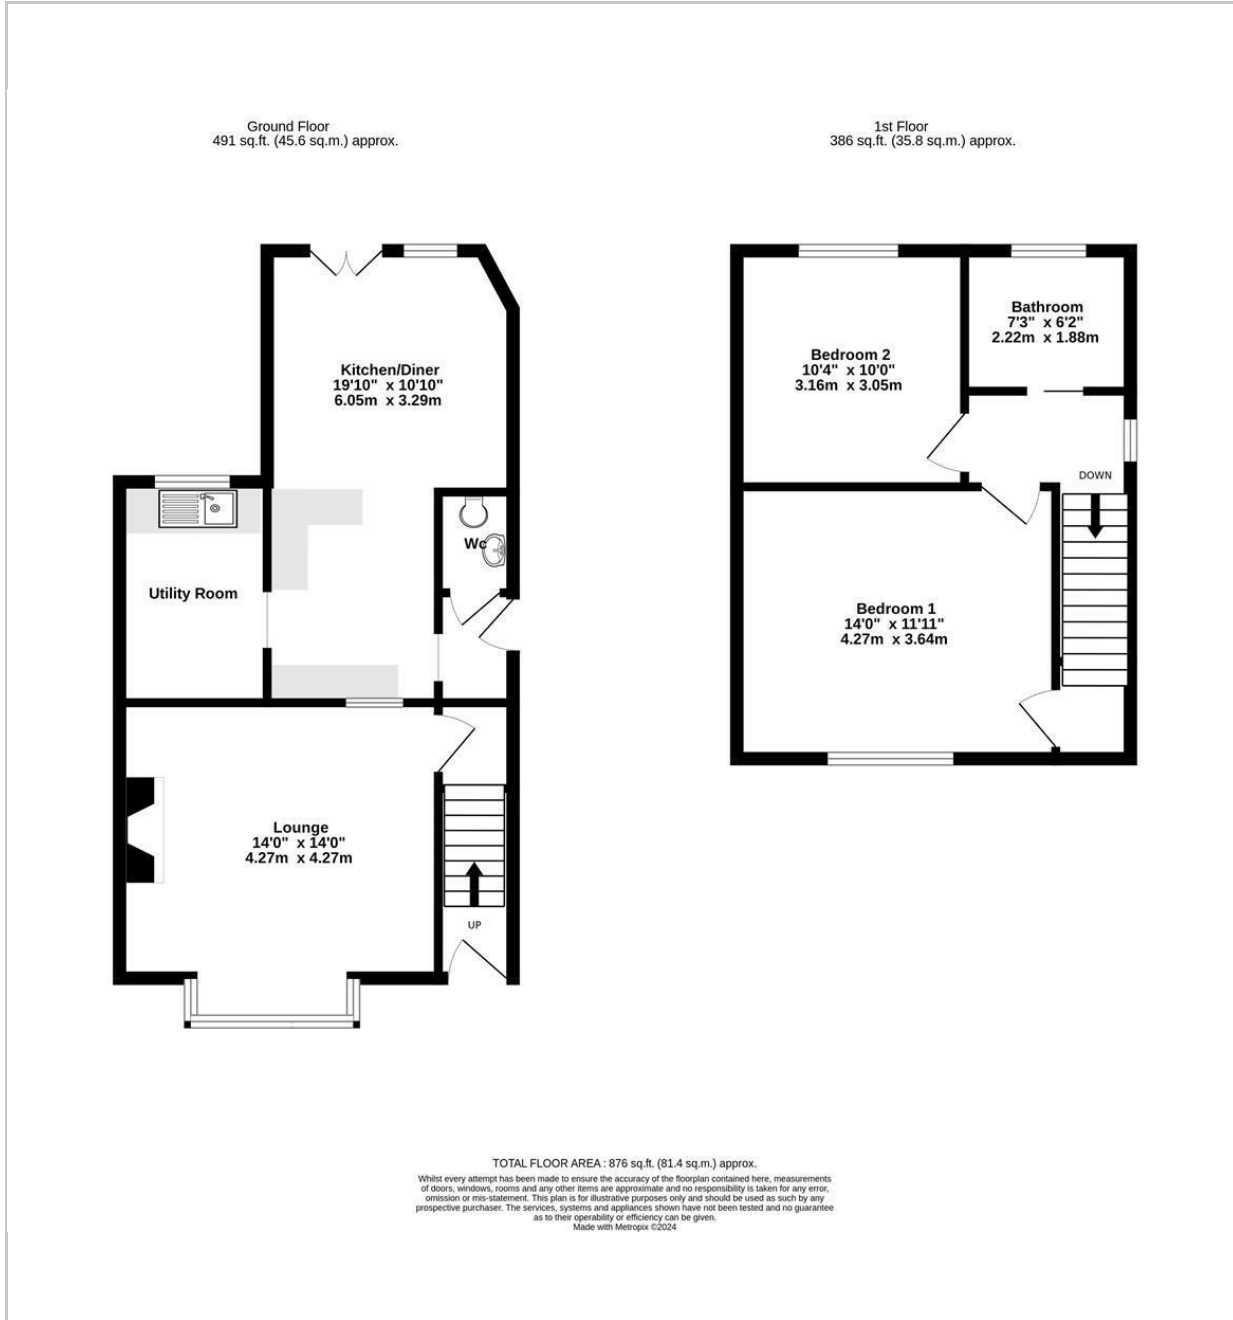 Ground Floor
491 sq.ft. (45.6 sq.m.) approx.
1st Floor
386 sq.ft. (35.8 sq.m.) approx.
Kitchen/Diner
19'10" x 10'10"
6.05m x 3.29m
Utility Room
Wc
Lounge
14'0" x 14'0"
4.27m x 4.27m
UP
Bedroom 2
10'4" x 10'0"
3.16m x 3.05m
Bathroom
7'3" x 6'2"
2.22m x 1.88m
DOWN
Bedroom 1
14'0" x 11'11"
4.27m x 3.64m
TOTAL FLOOR AREA : 876 sq.ft. (81.4 sq.m.) approx.
Whilst every attempt has been made to ensure the accuracy of the floorplan contained here, measurements
of doors, windows, rooms and any other items are approximate and no responsibility is taken for any error,
omission or mis-statement. This plan is for illustrative purposes only and should be used as such by any
prospective purchaser. The services, systems and appliances shown have not been tested and no guarantee
as to their operability or efficiency can be given.
Made with Metropix ©2024